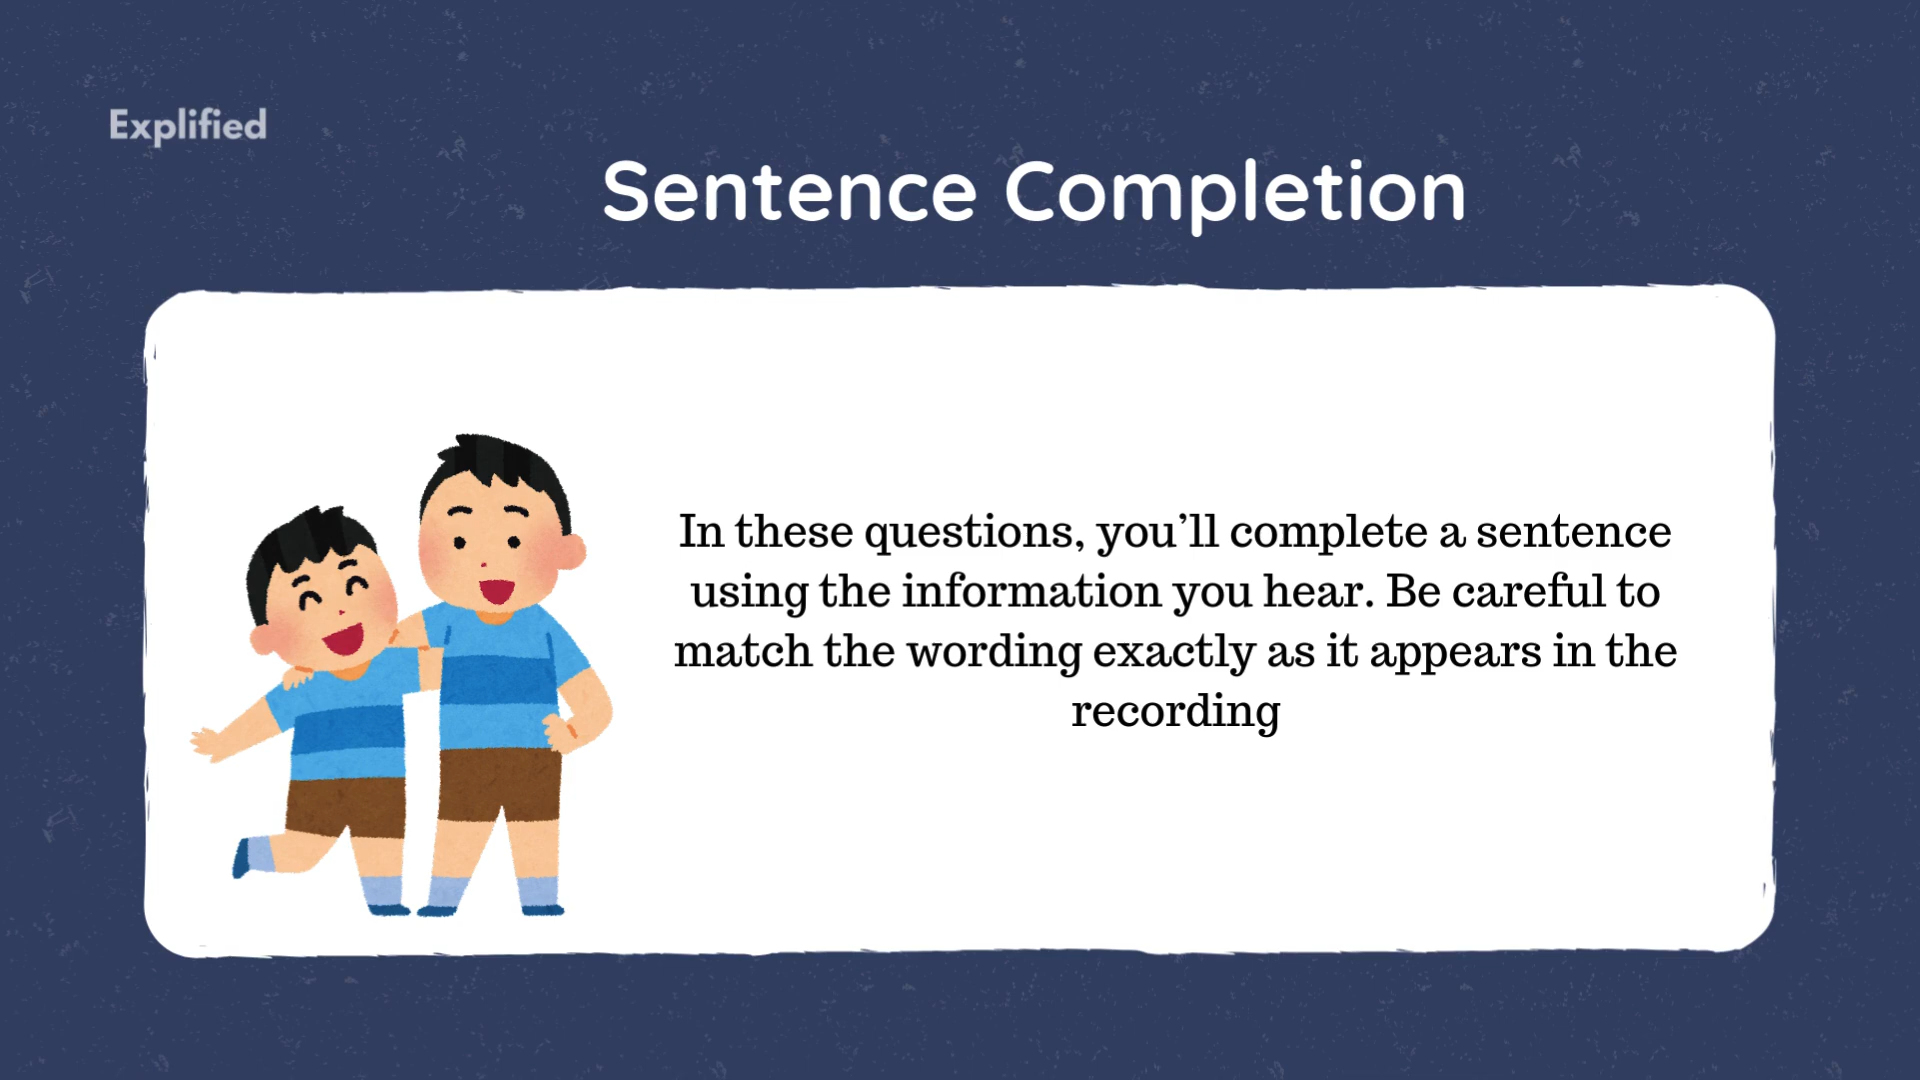 Explified
Sentence Completion
In these questions, you’ll complete a sentence
using the information you hear. Be careful to
match the wording exactly as it appears in the
recording